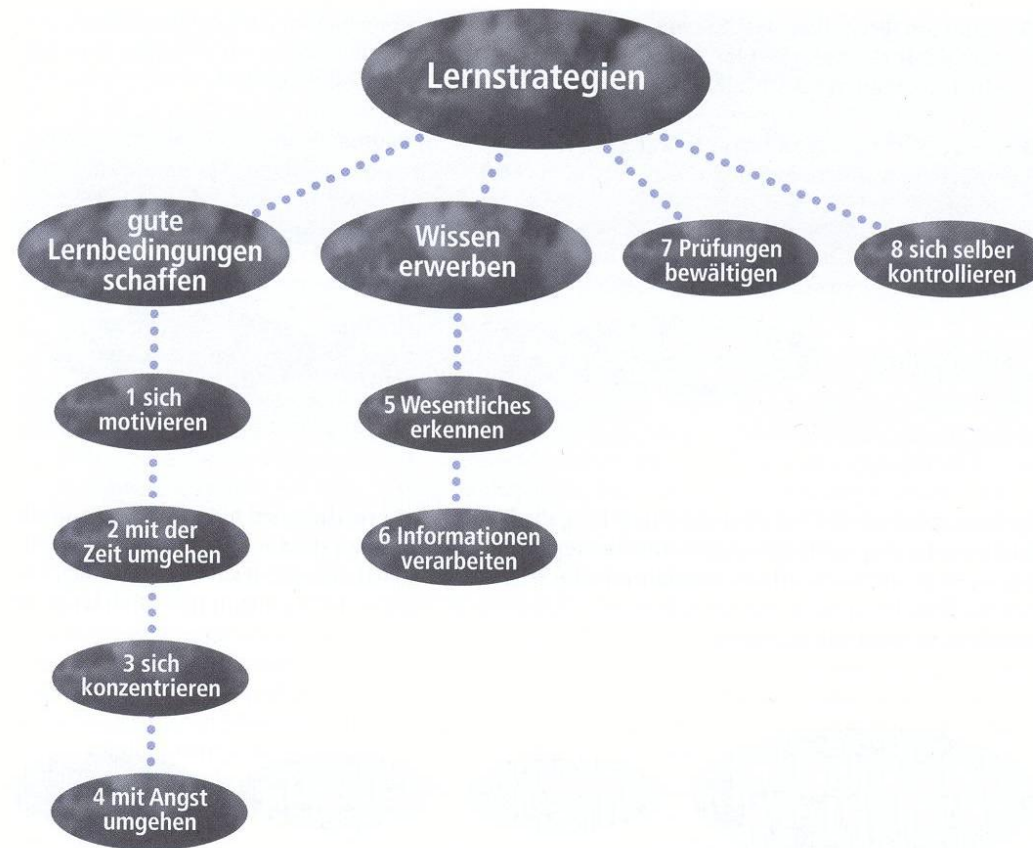 Lernstrategien
gute
Lernbedingungen
schaffen
Wissen
erwerben
7 Prüfungen
bewältigen
8 sich selber
kontrollieren
1 sich
motivieren
5 Wesentliches
erkennen
2 mit der
Zeit umgehen
6 Informationen
verarbeiten
3 sich
konzentrieren
4 mit Angst
umgehen